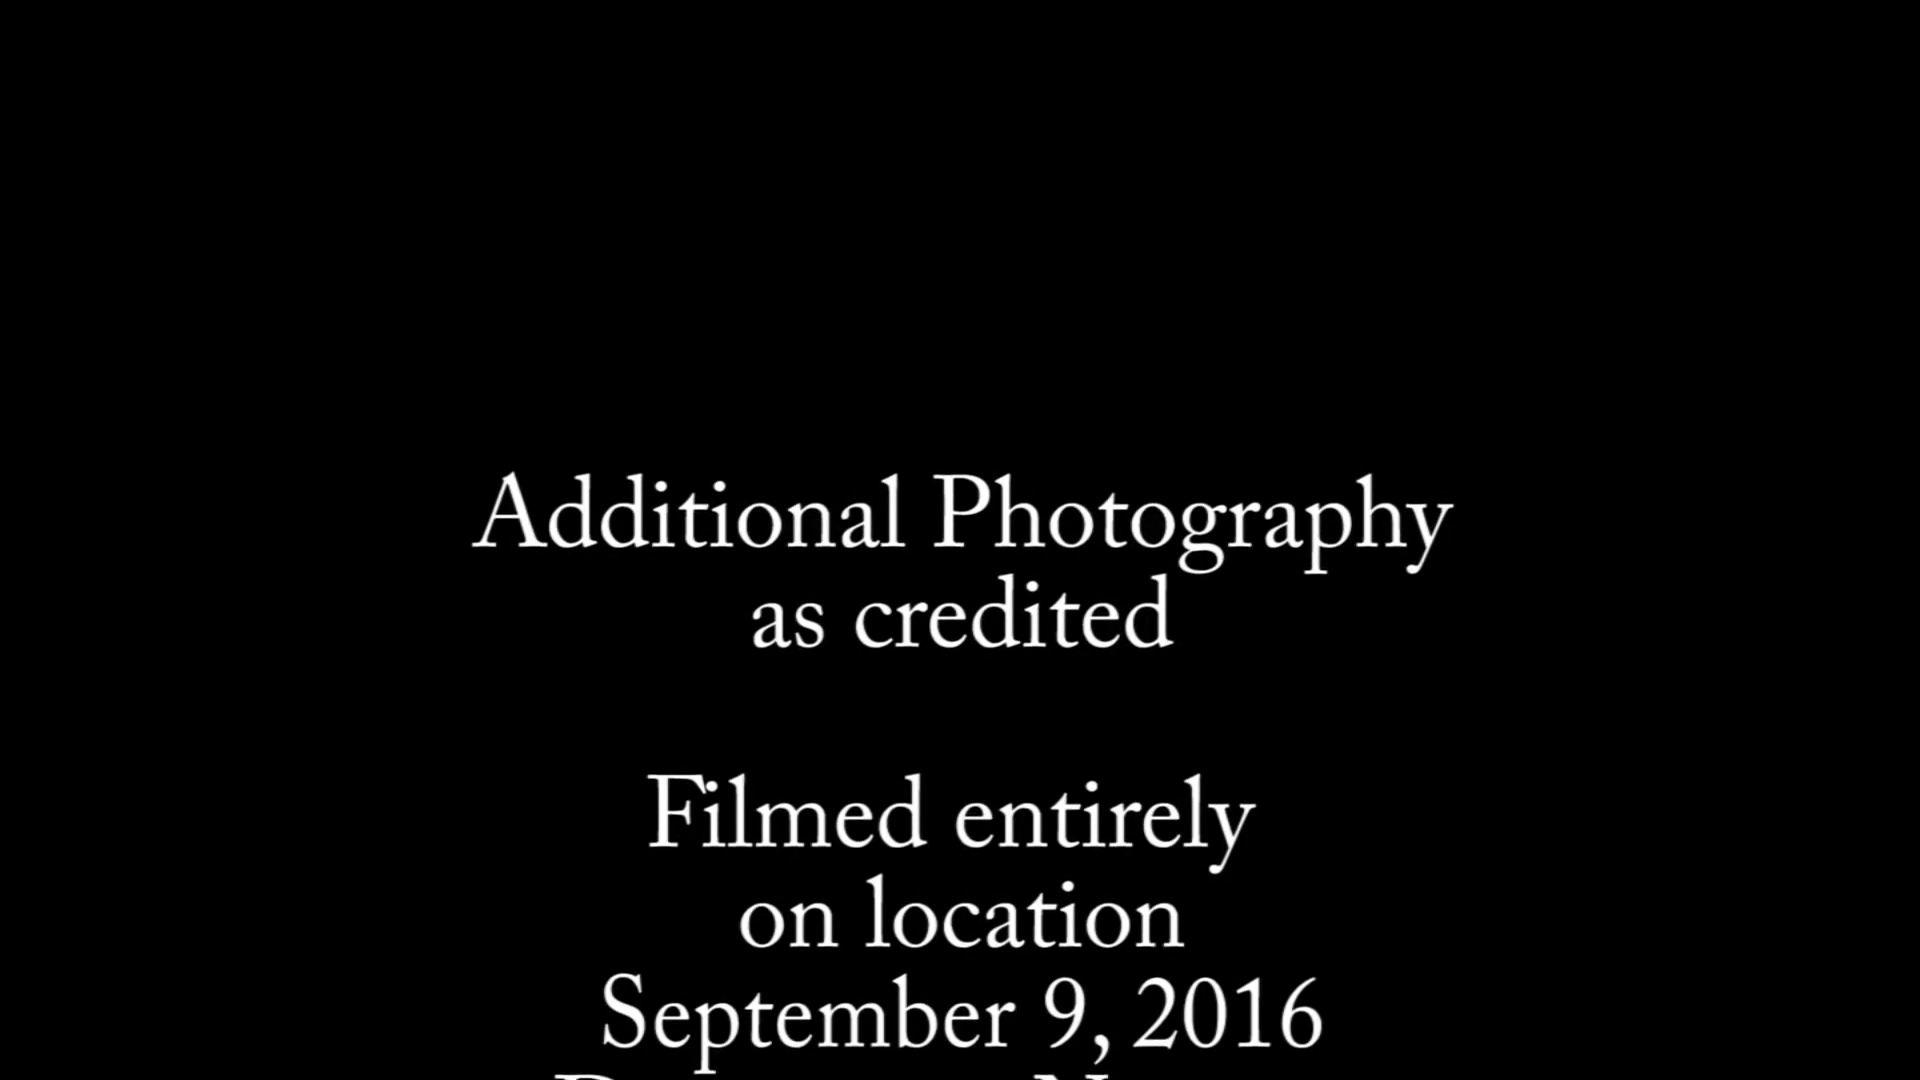 Additional Photography
as credited
Filmed entirely
on location
September 9, 2016